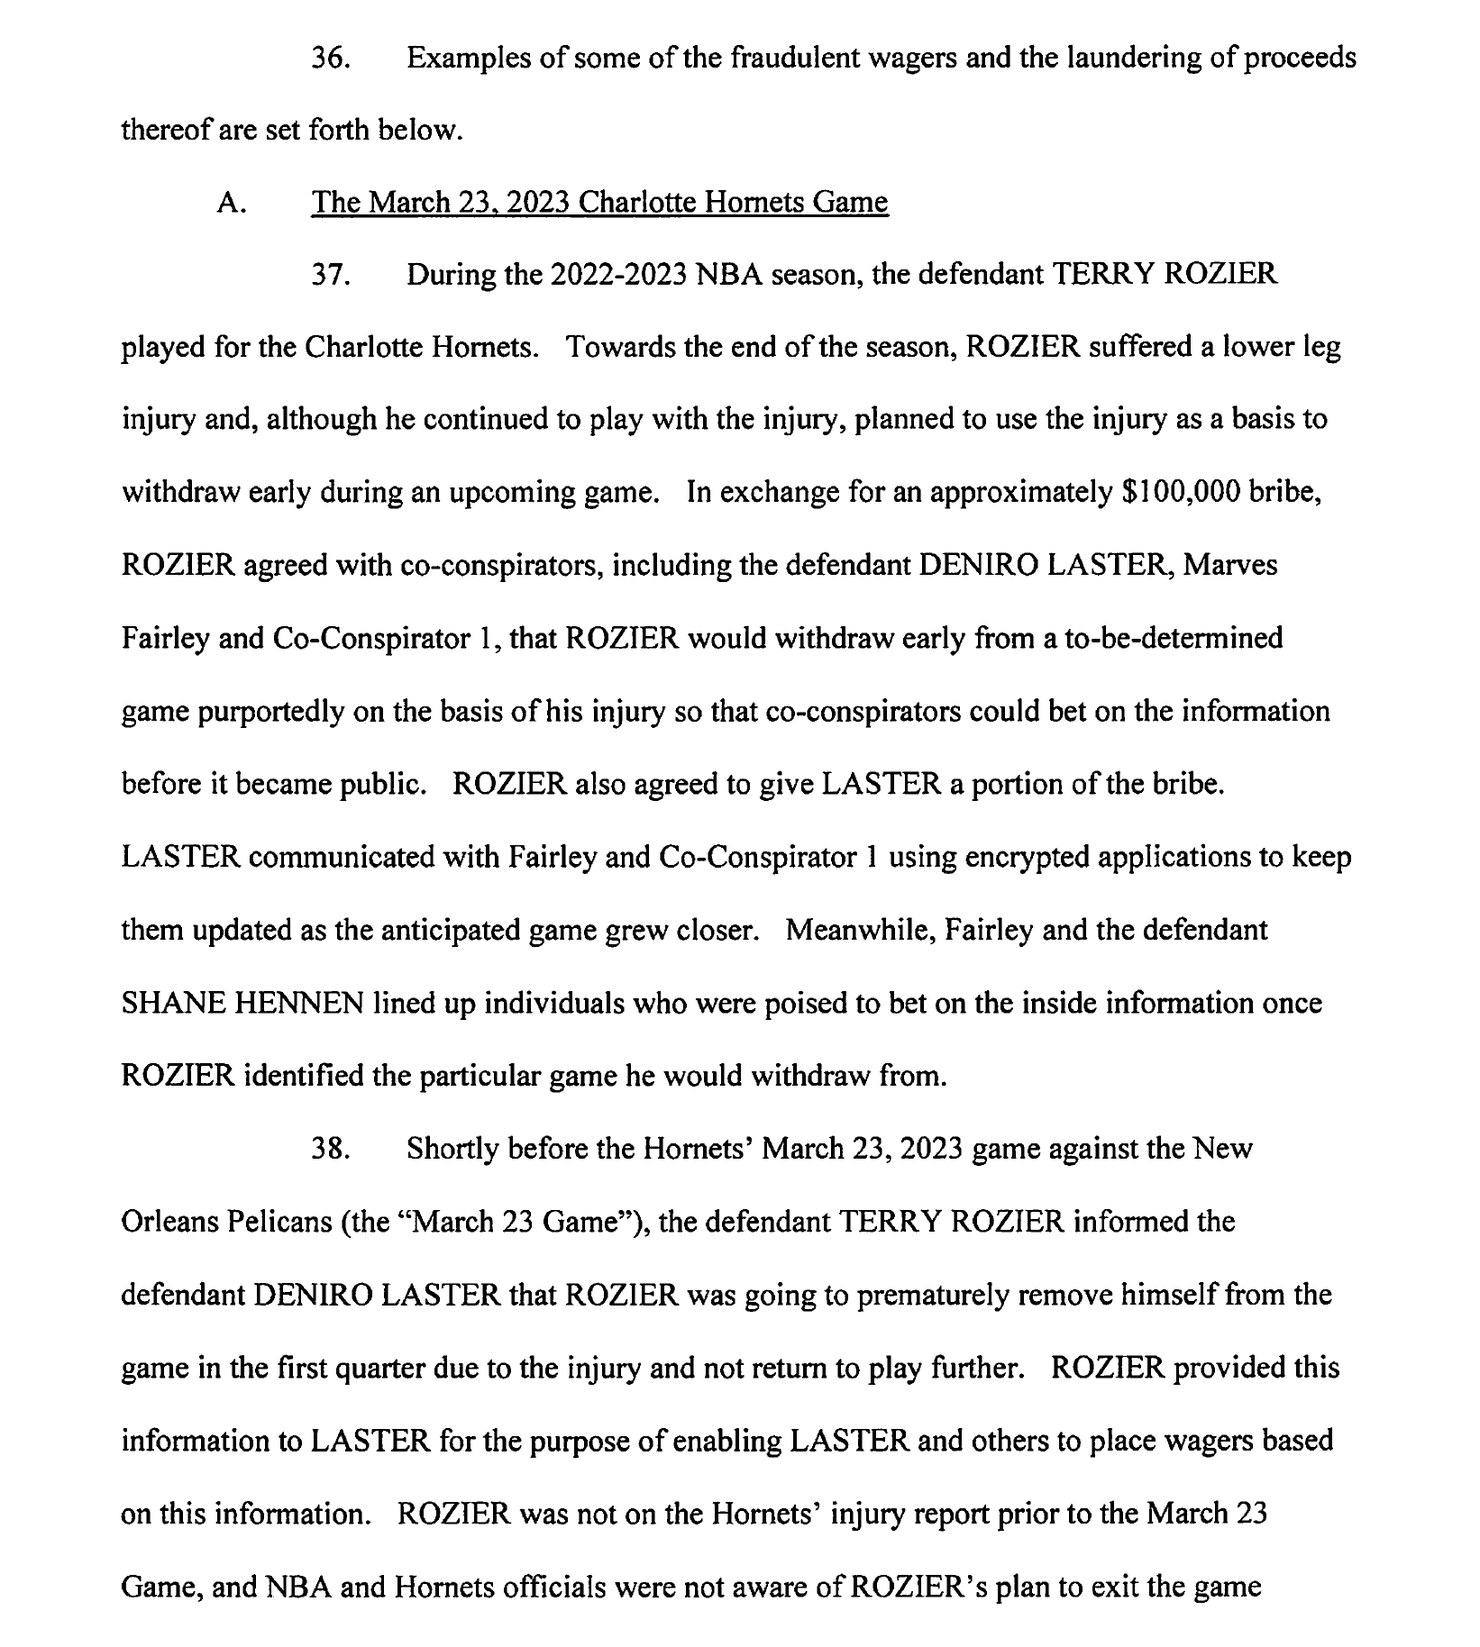 36. Examples of some of the fraudulent wagers and the laundering of proceeds
thereof are set forth below.
A. The March 23, 2023 Charlotte Hornets Game
37. During the 2022-2023 NBA season, the defendant TERRY ROZIER
played for the Charlotte Hornets. Towards the end of the season, ROZIER suffered a lower leg
injury and, although he continued to play with the injury, planned to use the injury as a basis to
withdraw early during an upcoming game. In exchange for an approximately $100,000 bribe,
ROZIER agreed with co-conspirators, including the defendant DENIRO LASTER, Marves
Fairley and Co-Conspirator 1, that ROZIER would withdraw early from a to-be-determined
game purportedly on the basis of his injury so that co-conspirators could bet on the information
before it became public. ROZIER also agreed to give LASTER a portion of the bribe.
LASTER communicated with Fairley and Co-Conspirator 1 using encrypted applications to keep
them updated as the anticipated game grew closer. Meanwhile, Fairley and the defendant
SHANE HENNEN lined up individuals who were poised to bet on the inside information once
ROZIER identified the particular game he would withdraw from.
38. Shortly before the Hornets’ March 23, 2023 game against the New
Orleans Pelicans (the “March 23 Game”), the defendant TERRY ROZIER informed the
defendant DENIRO LASTER that ROZIER was going to prematurely remove himself from the
game in the first quarter due to the injury and not return to play further. ROZIER provided this
information to LASTER for the purpose of enabling LASTER and others to place wagers based
on this information. ROZIER was not on the Hornets’ injury report prior to the March 23
Game, and NBA and Hornets officials were not aware of ROZIER’s plan to exit the game